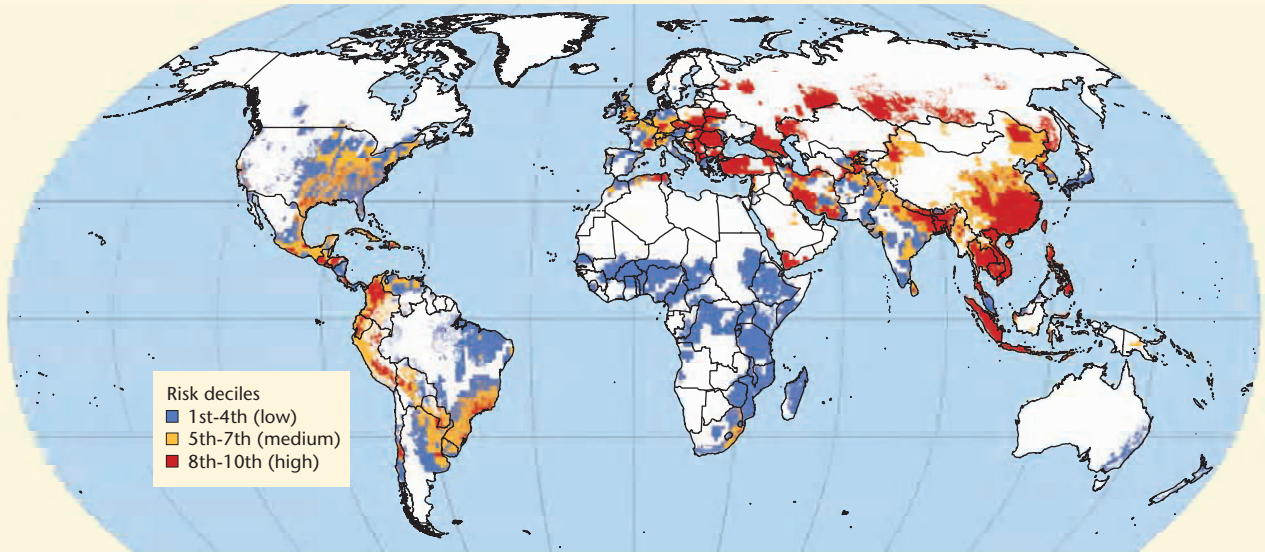 Risk deciles
1st-4th (low)
5th-7th (medium)
8th-10th (high)